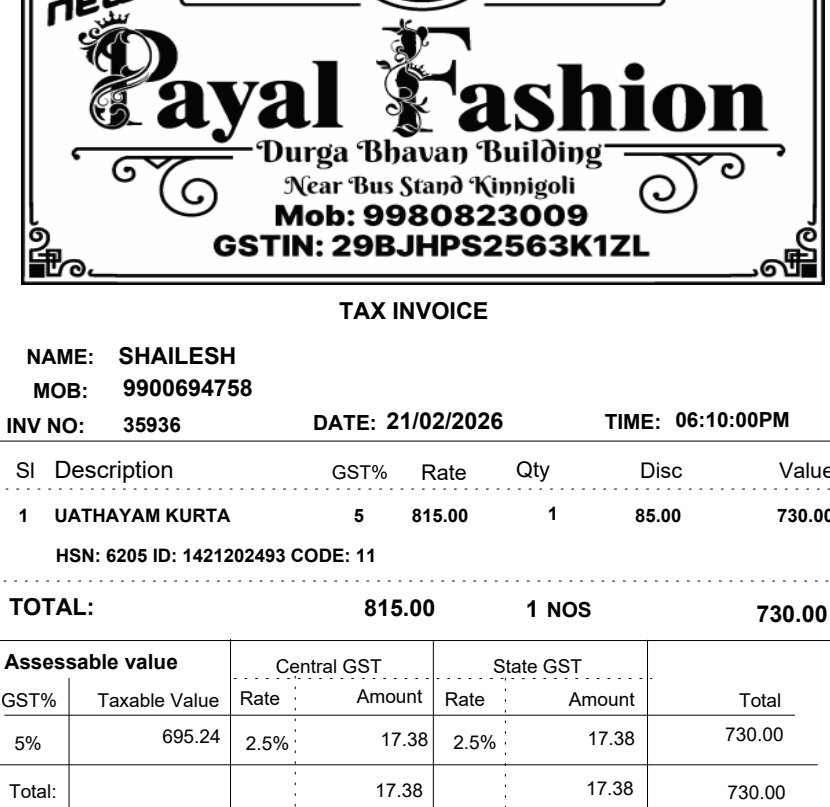 new
Payal Fashion
Durga Bhavan Building
Near Bus Stand Kinnigoli
Mob: 9980823009
GSTIN: 29BJHPS2563K1ZL
TAX INVOICE
NAME: SHAILESH
MOB: 9900694758
INV NO: 35936 DATE: 21/02/2026 TIME: 06:10:00PM
Sl Description GST% Rate Qty Disc Value
1 UATHAYAM KURTA 5 815.00 1 85.00 730.00
HSN: 6205 ID: 1421202493 CODE: 11
TOTAL: 815.00 1 NOS 730.00
Assessable value Central GST State GST
GST% Taxable Value Rate Amount Rate Amount Total
5% 695.24 2.5% 17.38 2.5% 17.38 730.00
Total: 17.38 17.38 730.00